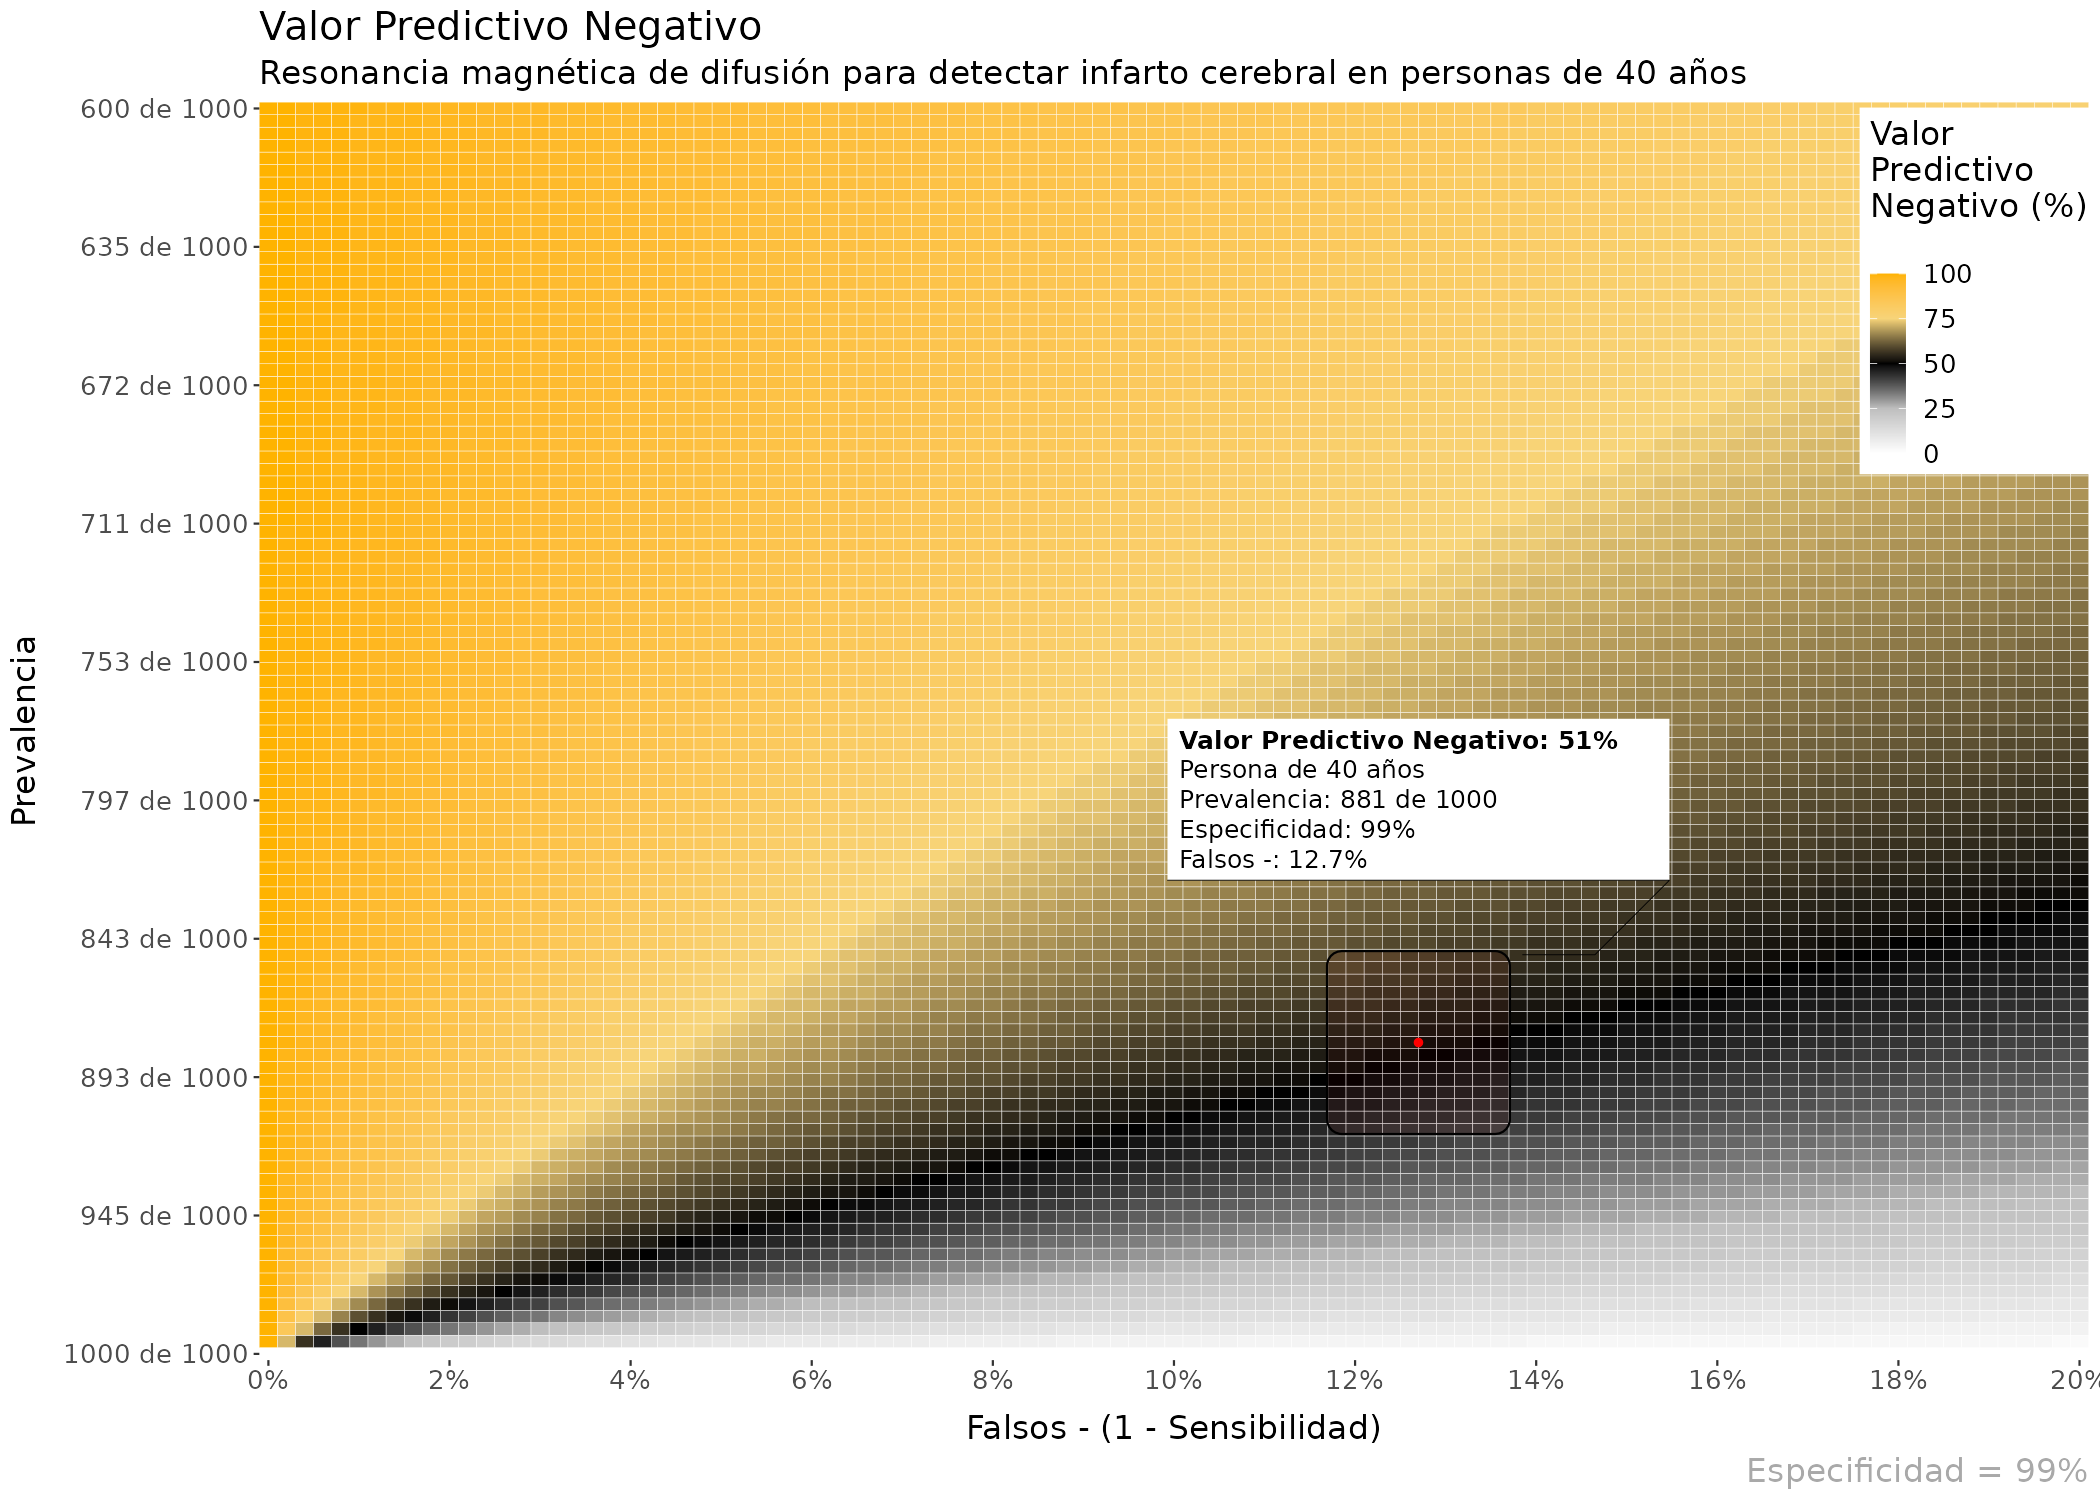 Valor Predictivo Negativo
Resonancia magnética de difusión para detectar infarto cerebral en personas de 40 años
600 de 1000
635 de 1000
672 de 1000
711 de 1000
753 de 1000
797 de 1000
843 de 1000
893 de 1000
945 de 1000
1000 de 1000
Prevalencia
Valor
Predictivo
Negativo (%)
100
75
50
25
0
Valor Predictivo Negativo: 51%
Persona de 40 años
Prevalencia: 881 de 1000
Especificidad: 99%
Falsos -: 12.7%
0% 2% 4% 6% 8% 10% 12% 14% 16% 18% 20%
Falsos - (1 - Sensibilidad)
Especificidad = 99%